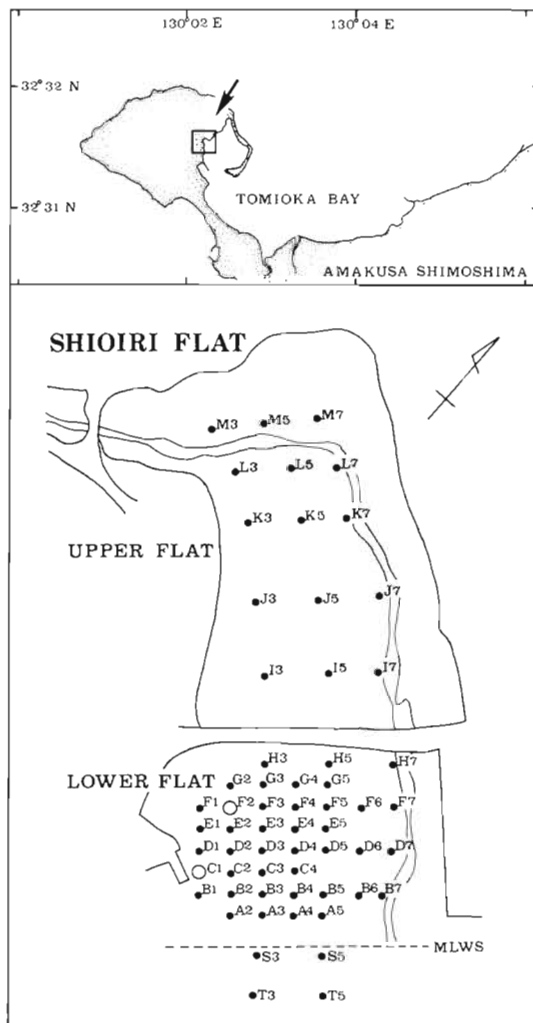 130°02 E 130°04 E
32°32 N
32°31 N
TOMIOKA BAY
AMAKUSA SHIMOSHIMA
SHIOIRI FLAT
M3 M5 M7
L3 L5 L7
K3 K5 K7
UPPER FLAT
J3 J5 J7
I3 I5 I7
H3 H5 H7
LOWER FLAT
G2 G3 G4 G5
F1 F2 F3 F4 F5 F6 F7
E1 E2 E3 E4 E5
D1 D2 D3 D4 D5 D6 D7
C1 C2 C3 C4
B1 B2 B3 B4 B5 B6 B7
A2 A3 A4 A5
MLWS
S3 S5
T3 T5